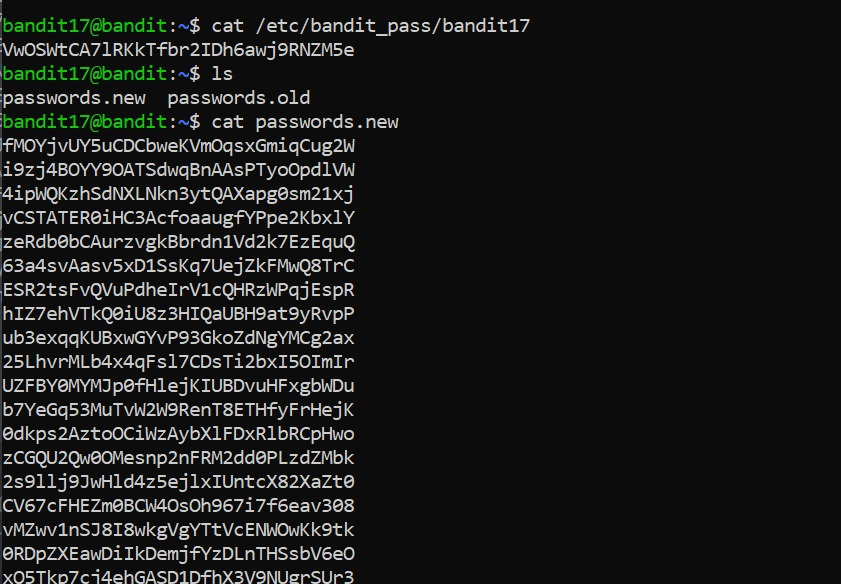 bandit17@bandit:~$ cat /etc/bandit_pass/bandit17
VwOSWtCA7lRKkTfbr2IDh6awj9RNZM5e
bandit17@bandit:~$ ls
passwords.new  passwords.old
bandit17@bandit:~$ cat passwords.new
fMOYjvUY5uCDCbweKVmOqsxGmiqCug2W
i9zj4BOYY9OATSdwqBnAAsPTyoOpdlVW
4ipWQKzhSdNXLNkn3ytQAXapg0sm21xj
vCSTATER0iHC3AcfoaaugfYPpe2KbxlY
zeRdb0bCAurzvgkBbrdn1Vd2k7EzEquQ
63a4svAasv5xD1SsKq7UejZkFMwQ8TrC
ESR2tsFvQVuPdheIrV1cQHRzWPqjEspR
hIZ7ehVTkQ0iU8z3HIQaUBH9at9yRvpP
ub3exqqKUBxwGYvP93GkoZdNgYMCg2ax
25LhvrMLb4x4qFsl7CDsTi2bxI5OImIr
UZFBY0MYMJp0fHlejKIUBDvuHFxgbWDu
b7YeGq53MuTvW2W9RenT8ETHfyFrHejK
0dkps2AztoOCiWzAybXlFDxRlbRCpHwo
zCGQU2Qw0OMesnp2nFRM2dd0PLzdZMbk
2s9llj9JwHld4z5ejlxIUntcX82XaZt0
CV67cFHEZm0BCW4OsOh967i7f6eav308
vMZwv1nSJ8I8wkgVgYTtVcENWOwKk9tk
0RDpZXEawDiIkDemjfYzDLnTHSsbV6eO
xO5Tkp7cj4ehGASD1DfhX3V9NUgrSUr3